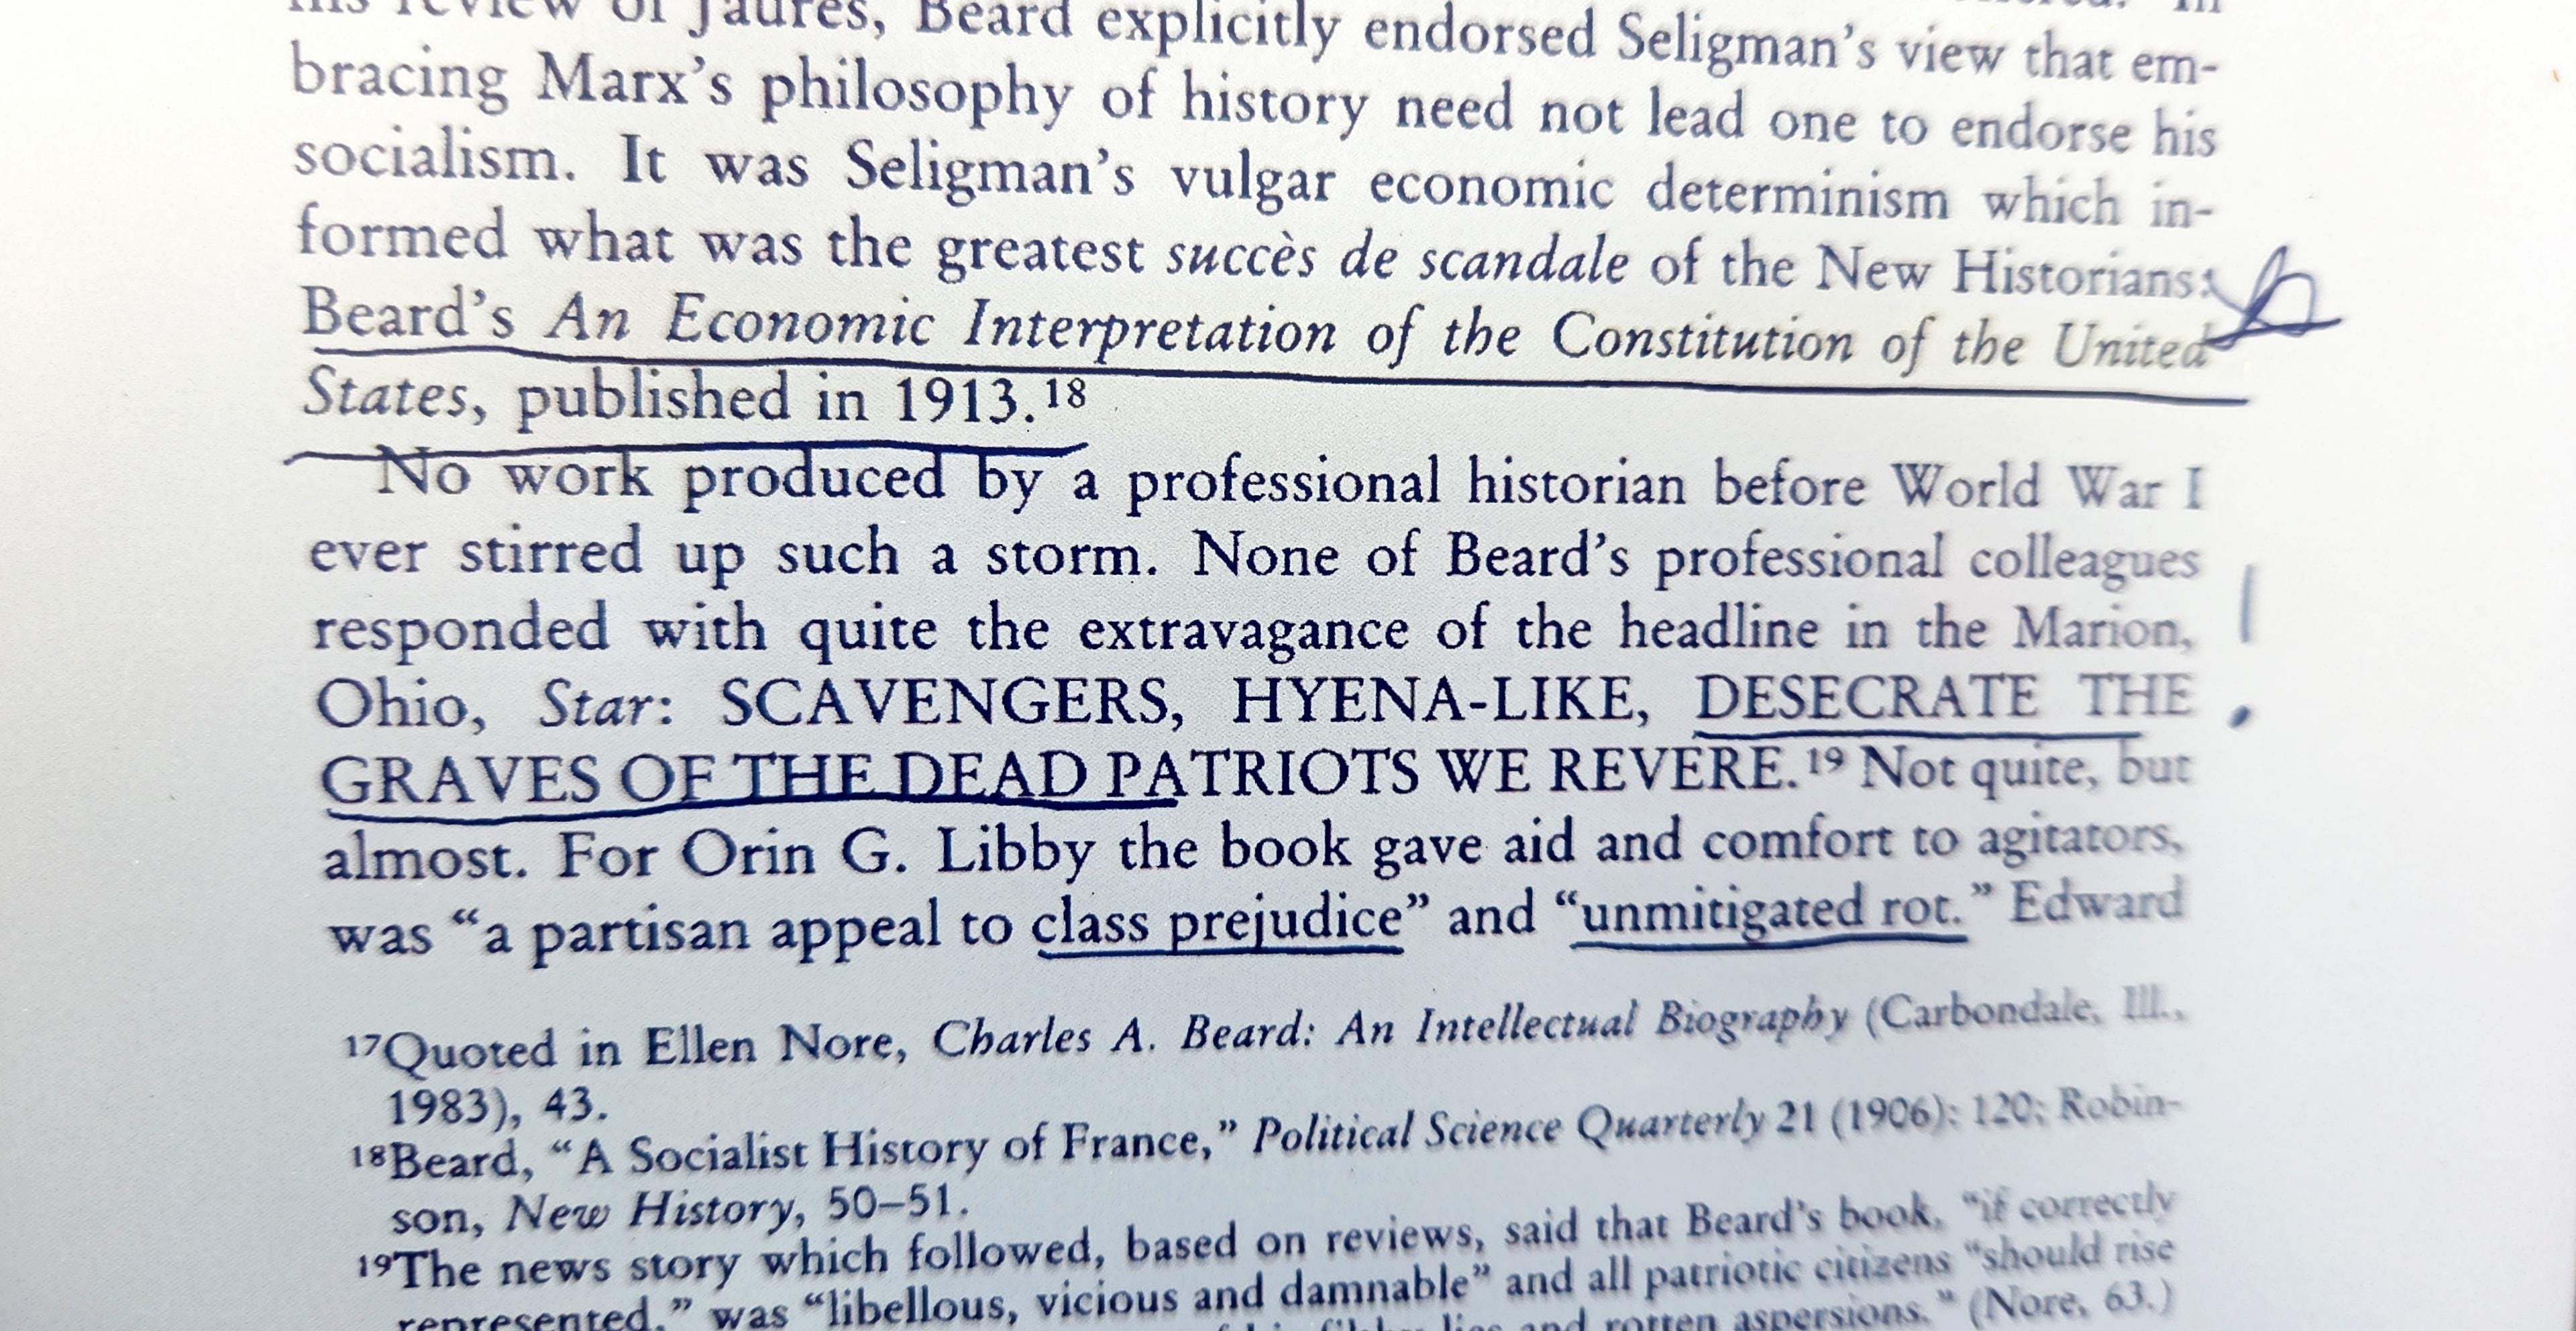 his review of Jaurès, Beard explicitly endorsed Seligman's view that em-
bracing Marx's philosophy of history need not lead one to endorse his
socialism. It was Seligman's vulgar economic determinism which in-
formed what was the greatest succès de scandale of the New Historians:
Beard's An Economic Interpretation of the Constitution of the United
States, published in 1913.18
No work produced by a professional historian before World War I
ever stirred up such a storm. None of Beard's professional colleagues
responded with quite the extravagance of the headline in the Marion,
Ohio, Star: SCAVENGERS, HYENA-LIKE, DESECRATE THE
GRAVES OF THE DEAD PATRIOTS WE REVERE.19 Not quite, but
almost. For Orin G. Libby the book gave aid and comfort to agitators,
was "a partisan appeal to class prejudice" and "unmitigated rot." Edward
17Quoted in Ellen Nore, Charles A. Beard: An Intellectual Biography (Carbondale, Ill.,
1983), 43.
18Beard, "A Socialist History of France," Political Science Quarterly 21 (1906): 120; Robin-
son, New History, 50–51.
19The news story which followed, based on reviews, said that Beard's book, "if correctly
represented," was "libellous, vicious and damnable" and all patriotic citizens "should rise
lies and rotten aspersions." (Nore, 63.)